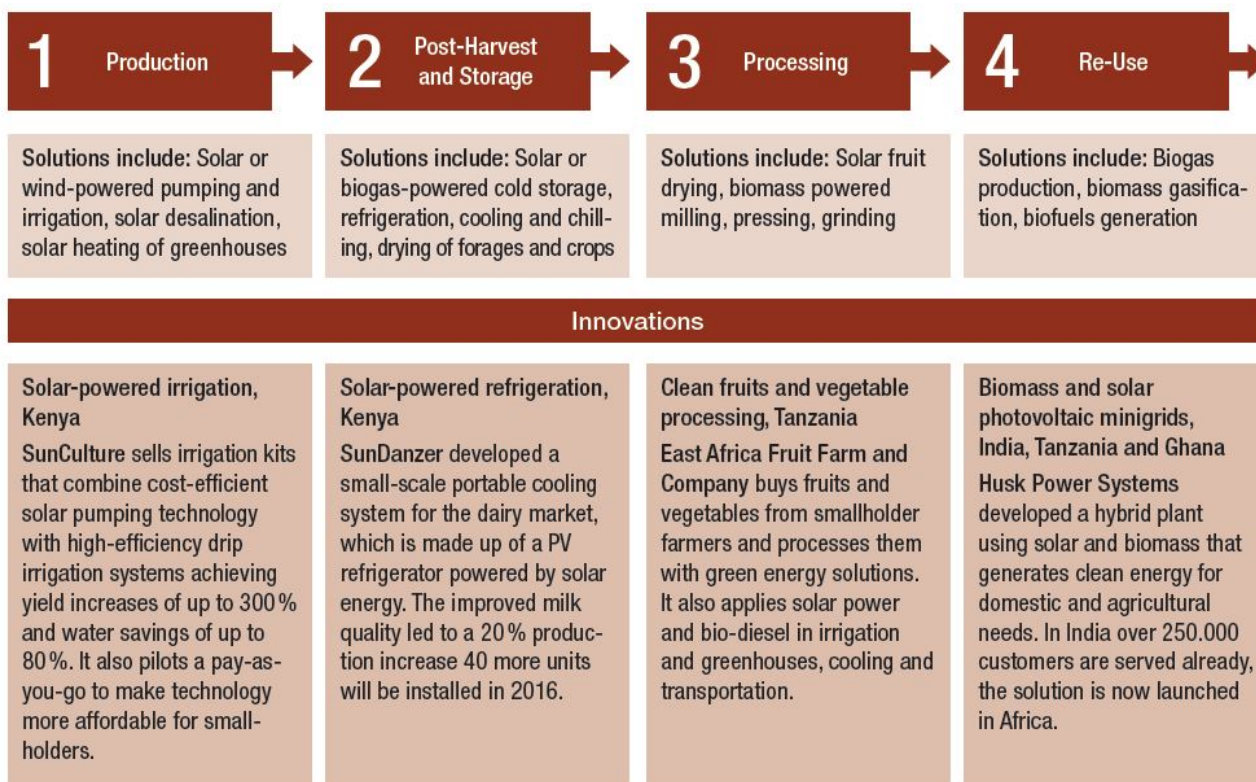 1 Production
2 Post-Harvest
and Storage
3 Processing
4 Re-Use
Solutions include: Solar or
wind-powered pumping and
irrigation, solar desalination,
solar heating of greenhouses
Solutions include: Solar or
biogas-powered cold storage,
refrigeration, cooling and chill-
ing, drying of forages and crops
Solutions include: Solar fruit
drying, biomass powered
milling, pressing, grinding
Solutions include: Biogas
production, biomass gasifica-
tion, biofuels generation
Innovations
Solar-powered irrigation,
Kenya
SunCulture sells irrigation kits
that combine cost-efficient
solar pumping technology
with high-efficiency drip
irrigation systems achieving
yield increases of up to 300 %
and water savings of up to
80 %. It also pilots a pay-as-
you-go to make technology
more affordable for small-
holders.
Solar-powered refrigeration,
Kenya
SunDanzer developed a
small-scale portable cooling
system for the dairy market,
which is made up of a PV
refrigerator powered by solar
energy. The improved milk
quality led to a 20 % produc-
tion increase 40 more units
will be installed in 2016.
Clean fruits and vegetable
processing, Tanzania
East Africa Fruit Farm and
Company buys fruits and
vegetables from smallholder
farmers and processes them
with green energy solutions.
It also applies solar power
and bio-diesel in irrigation
and greenhouses, cooling and
transportation.
Biomass and solar
photovoltaic minigrids,
India, Tanzania and Ghana
Husk Power Systems
developed a hybrid plant
using solar and biomass that
generates clean energy for
domestic and agricultural
needs. In India over 250.000
customers are served already,
the solution is now launched
in Africa.